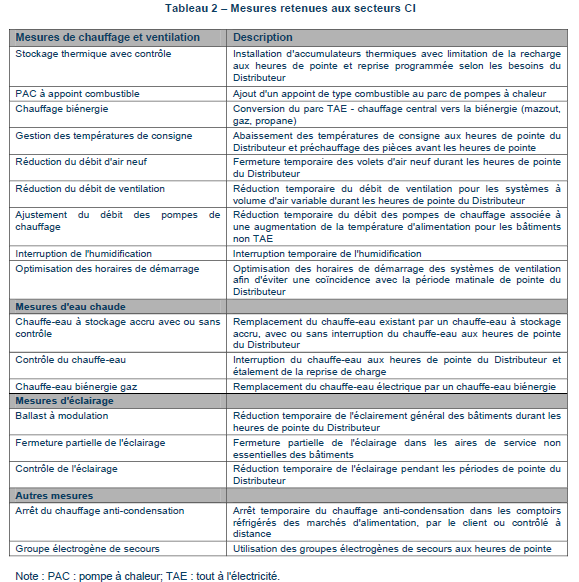 Tableau 2 – Mesures retenues aux secteurs CI
Mesures de chauffage et ventilation
Description
Stockage thermique avec contrôle
Installation d'accumulateurs thermiques avec limitation de la recharge
aux heures de pointe et reprise programmée selon les besoins du
Distributeur
PAC à appoint combustible
Ajout d'un appoint de type combustible au parc de pompes à chaleur
Chauffage biénergie
Conversion du parc TAE - chauffage central vers la biénergie (mazout,
gaz, propane)
Gestion des températures de consigne
Abaissement des températures de consigne aux heures de pointe du
Distributeur et préchauffage des pièces avant les heures de pointe
Réduction du débit d'air neuf
Fermeture temporaire des volets d'air neuf durant les heures de pointe
du Distributeur
Réduction du débit de ventilation
Réduction temporaire du débit de ventilation pour les systèmes à
volume d'air variable durant les heures de pointe du Distributeur
Ajustement du débit des pompes de
chauffage
Réduction temporaire du débit des pompes de chauffage associée à
une augmentation de la température d'alimentation pour les bâtiments
non TAE
Interruption de l'humidification
Interruption temporaire de l'humidification
Optimisation des horaires de démarrage
Optimisation des horaires de démarrage des systèmes de ventilation
afin d'éviter une coïncidence avec la période matinale de pointe du
Distributeur
Mesures d'eau chaude
Chauffe-eau à stockage accru avec ou sans
contrôle
Remplacement du chauffe-eau existant par un chauffe-eau à stockage
accru, avec ou sans interruption du chauffe-eau aux heures de pointe
du Distributeur
Contrôle du chauffe-eau
Interruption du chauffe-eau aux heures de pointe du Distributeur et
étalement de la reprise de charge
Chauffe-eau biénergie gaz
Remplacement du chauffe-eau électrique par un chauffe-eau biénergie
Mesures d'éclairage
Ballast à modulation
Réduction temporaire de l'éclairement général des bâtiments durant les
heures de pointe du Distributeur
Fermeture partielle de l'éclairage
Fermeture partielle de l'éclairage dans les aires de service non
essentielles des bâtiments
Contrôle de l'éclairage
Réduction temporaire de l'éclairage pendant les périodes de pointe du
Distributeur
Autres mesures
Arrêt du chauffage anti-condensation
Arrêt temporaire du chauffage anti-condensation dans les comptoirs
réfrigérés des marchés d'alimentation, par le client ou contrôlé à
distance
Groupe électrogène de secours
Utilisation des groupes électrogènes de secours aux heures de pointe
Note : PAC : pompe à chaleur; TAE : tout à l'électricité.